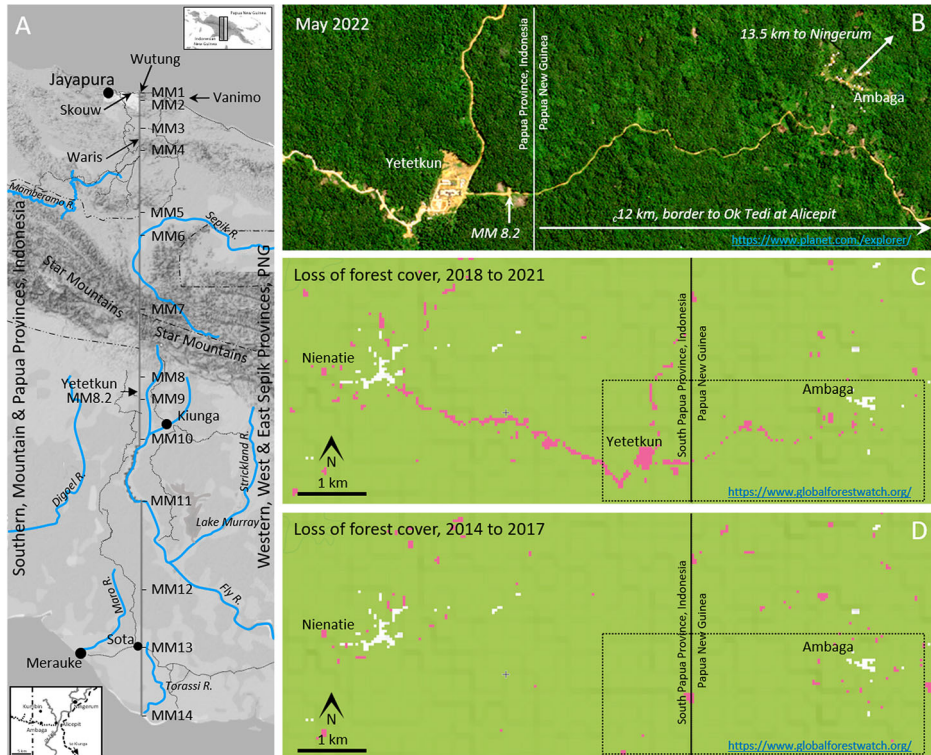 A
Papua New Guinea
Indonesian
New Guinea
Wutung
Jayapura
MM1
MM2
Vanimo
Skouw
MM3
Waris
MM4
Mamberamo R.
MM5
Sepik R.
MM6
Star Mountains
MM7
Star Mountains
Southern, Mountain & Papua Provinces, Indonesia
Western, West & East Sepik Provinces, PNG
MM8
Yetetkun
MM8.2
MM9
Kiunga
MM10
Strickland R.
Digoel R.
MM11
Lake Murray
MM12
Maro R.
Fly R.
Sota
MM13
Merauke
Torassi R.
MM14
Alicepit
Ambaga
May 2022
B
Papua Province, Indonesia
Papua New Guinea
13.5 km to Ningerum
Ambaga
Yetetkun
MM 8.2
c12 km, border to Ok Tedi at Alicepit
https://www.planet.com./explorer/
Loss of forest cover, 2018 to 2021
C
South Papua Province, Indonesia
Papua New Guinea
Nienatie
Ambaga
Yetetkun
N
1 km
https://www.globalforestwatch.org/
Loss of forest cover, 2014 to 2017
D
South Papua Province, Indonesia
Papua New Guinea
Nienatie
Ambaga
N
1 km
https://www.globalforestwatch.org/